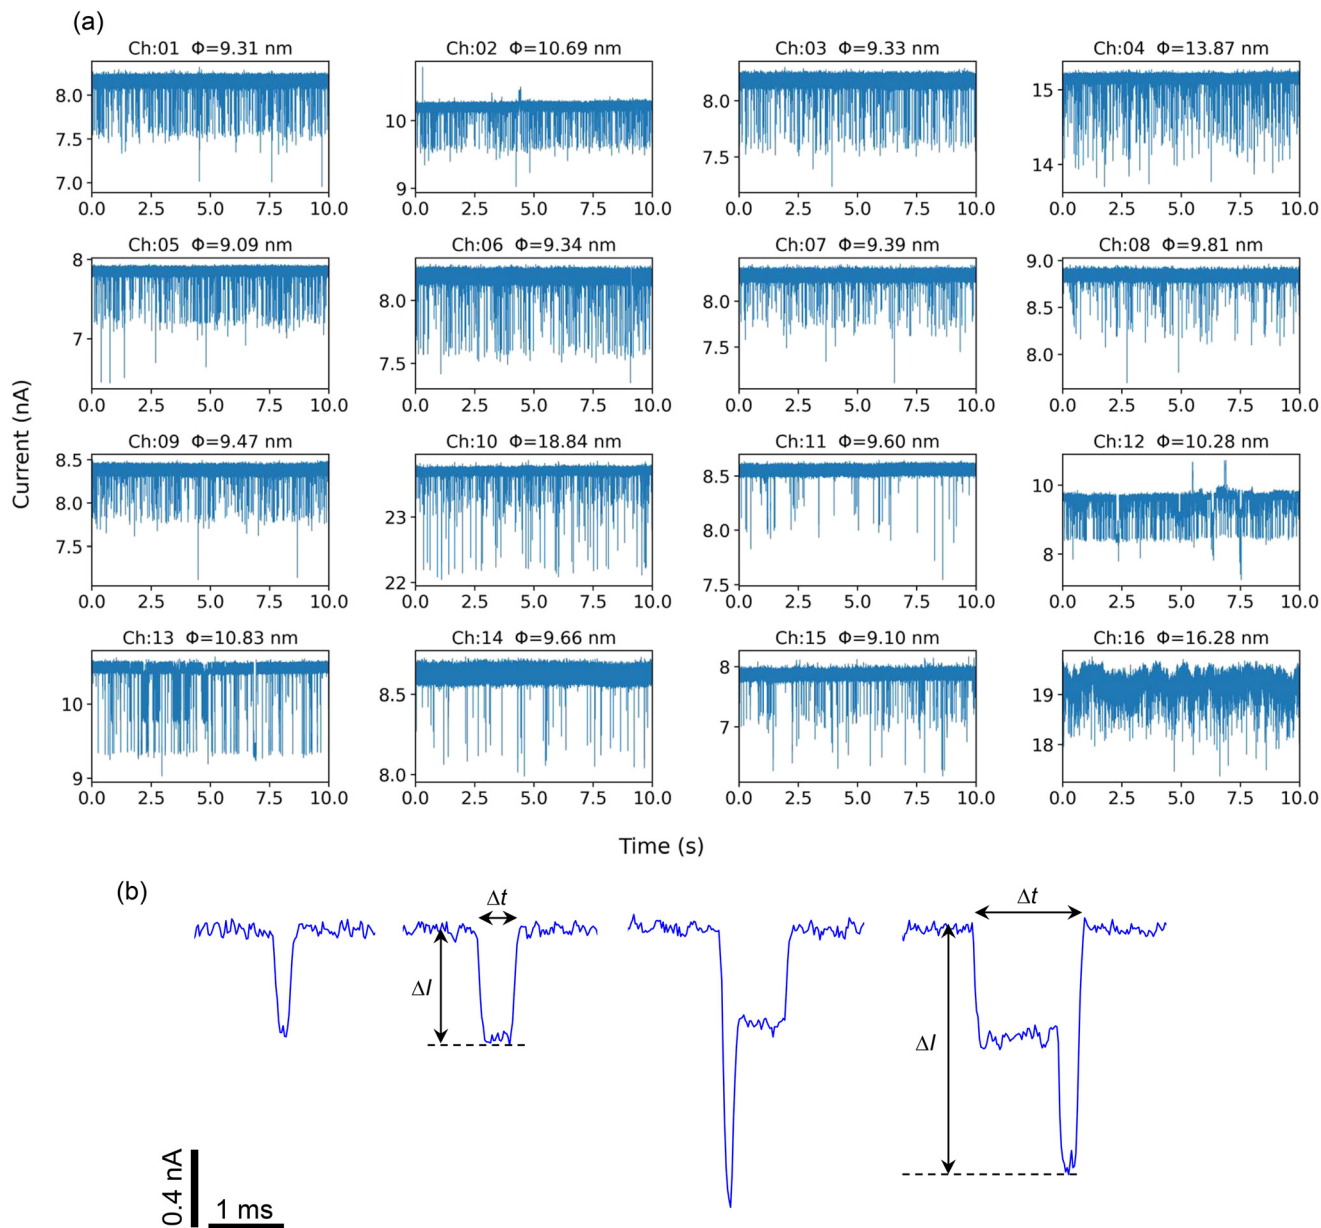 (a)
Ch:01 Φ=9.31 nm
Ch:02 Φ=10.69 nm
Ch:03 Φ=9.33 nm
Ch:04 Φ=13.87 nm
8.0
7.5
7.0
0.0 2.5 5.0 7.5 10.0
10
9
0.0 2.5 5.0 7.5 10.0
8.0
7.5
0.0 2.5 5.0 7.5 10.0
15
14
0.0 2.5 5.0 7.5 10.0
Ch:05 Φ=9.09 nm
Ch:06 Φ=9.34 nm
Ch:07 Φ=9.39 nm
Ch:08 Φ=9.81 nm
8
7
0.0 2.5 5.0 7.5 10.0
8.0
7.5
0.0 2.5 5.0 7.5 10.0
8.0
7.5
0.0 2.5 5.0 7.5 10.0
9.0
8.5
8.0
0.0 2.5 5.0 7.5 10.0
Current (nA)
Ch:09 Φ=9.47 nm
Ch:10 Φ=18.84 nm
Ch:11 Φ=9.60 nm
Ch:12 Φ=10.28 nm
8.5
8.0
7.5
0.0 2.5 5.0 7.5 10.0
23
22
0.0 2.5 5.0 7.5 10.0
8.5
8.0
7.5
0.0 2.5 5.0 7.5 10.0
10
8
0.0 2.5 5.0 7.5 10.0
Ch:13 Φ=10.83 nm
Ch:14 Φ=9.66 nm
Ch:15 Φ=9.10 nm
Ch:16 Φ=16.28 nm
10
9
0.0 2.5 5.0 7.5 10.0
8.5
8.0
0.0 2.5 5.0 7.5 10.0
8
7
0.0 2.5 5.0 7.5 10.0
19
18
0.0 2.5 5.0 7.5 10.0
Time (s)
(b)
Δt
Δt
ΔI
ΔI
0.4 nA
1 ms